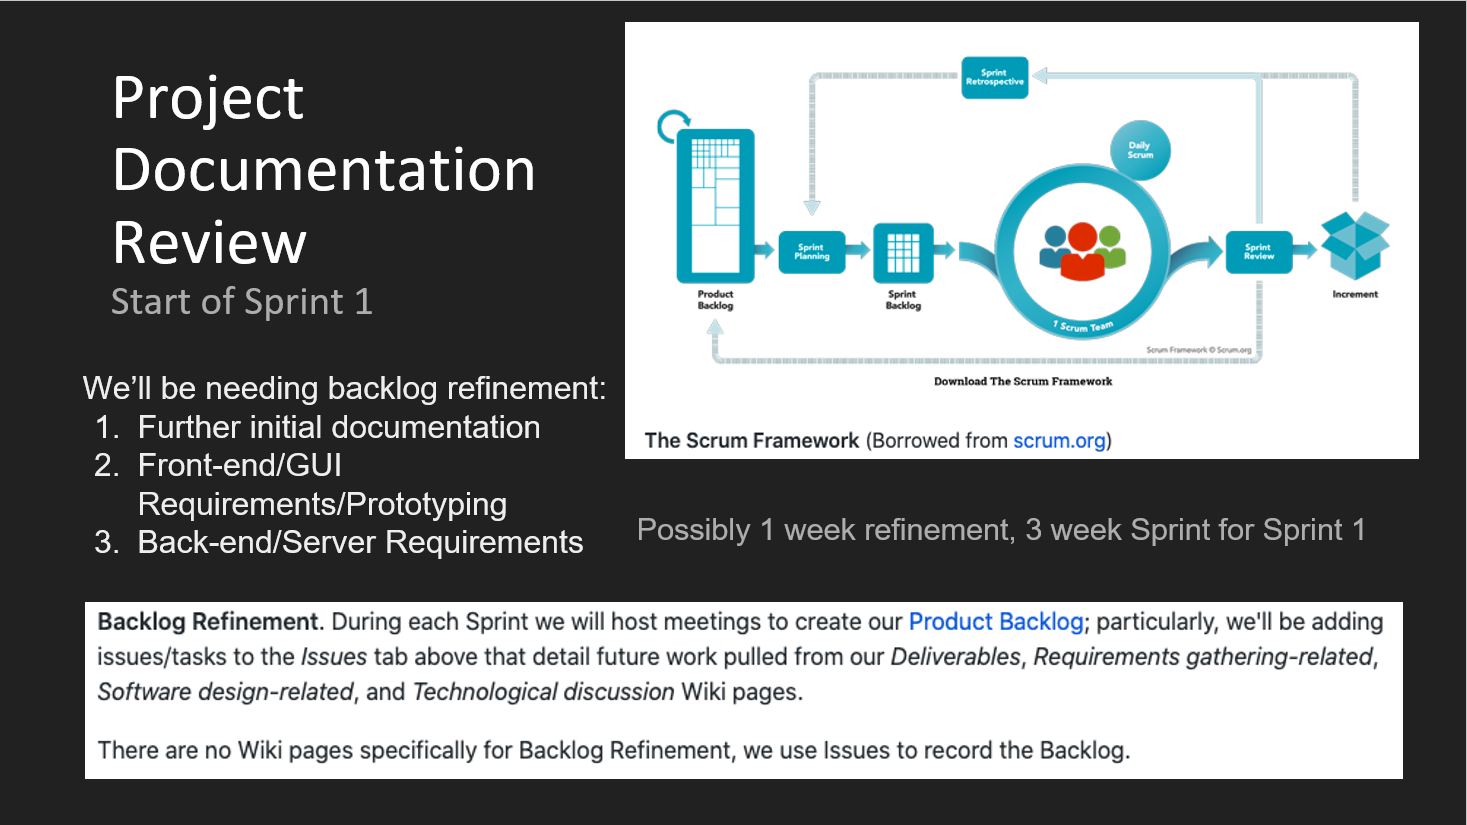 Project
Documentation
Review
Start of Sprint 1
We’ll be needing backlog refinement:
1. Further initial documentation
2. Front-end/GUI
Requirements/Prototyping
3. Back-end/Server Requirements
Sprint
Retrospective
Daily
Scrum
Sprint
Planning
Sprint
Review
Product
Backlog
Sprint
Backlog
Increment
1 Scrum Team
Scrum Framework © Scrum.org
Download The Scrum Framework
The Scrum Framework (Borrowed from scrum.org)
Possibly 1 week refinement, 3 week Sprint for Sprint 1
Backlog Refinement. During each Sprint we will host meetings to create our Product Backlog; particularly, we'll be adding
issues/tasks to the Issues tab above that detail future work pulled from our Deliverables, Requirements gathering-related,
Software design-related, and Technological discussion Wiki pages.
There are no Wiki pages specifically for Backlog Refinement, we use Issues to record the Backlog.